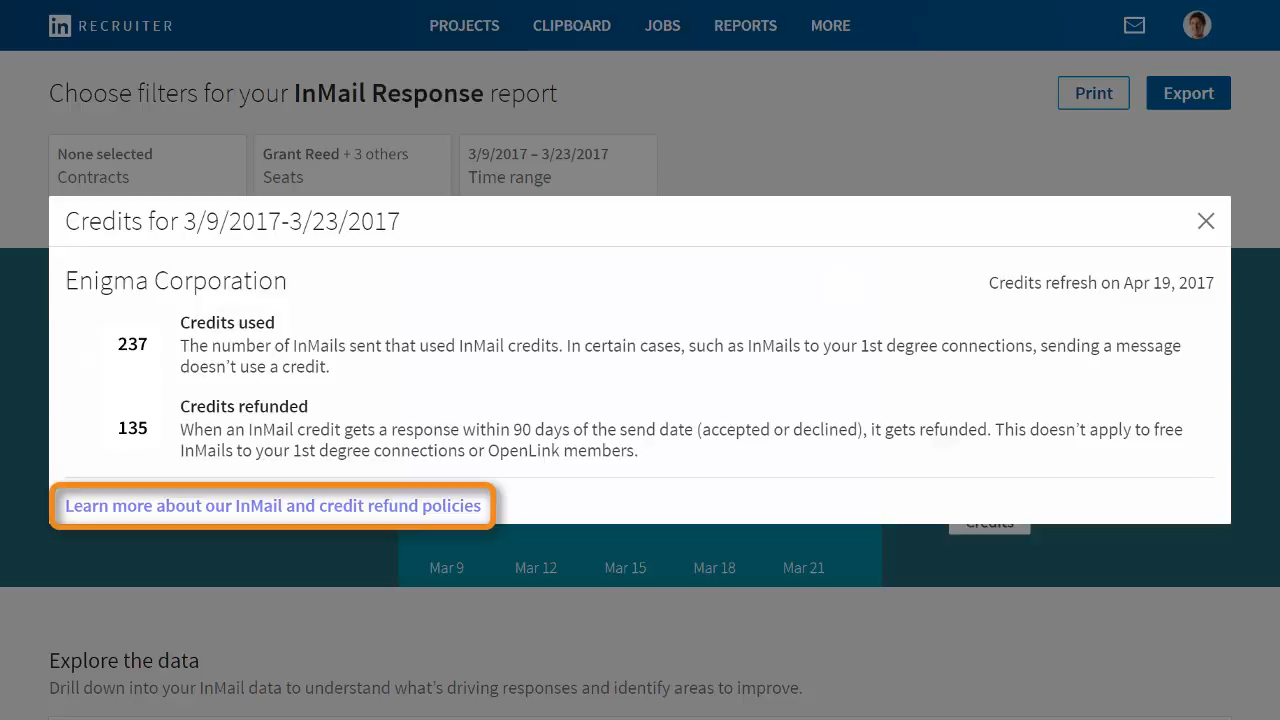 in RECRUITER
PROJECTS CLIPBOARD JOBS REPORTS MORE
Choose filters for your InMail Response report
Print Export
None selected
Contracts
Grant Reed + 3 others
Seats
3/9/2017 – 3/23/2017
Time range
Credits for 3/9/2017-3/23/2017
Enigma Corporation
Credits refresh on Apr 19, 2017
Credits used
237
The number of InMails sent that used InMail credits. In certain cases, such as InMails to your 1st degree connections, sending a message
doesn’t use a credit.
Credits refunded
135
When an InMail credit gets a response within 90 days of the send date (accepted or declined), it gets refunded. This doesn’t apply to free
InMails to your 1st degree connections or OpenLink members.
Learn more about our InMail and credit refund policies
Credits
Mar 9 Mar 12 Mar 15 Mar 18 Mar 21
Explore the data
Drill down into your InMail data to understand what’s driving responses and identify areas to improve.